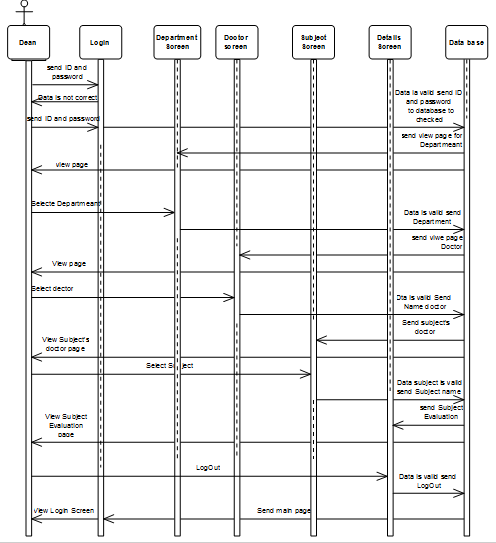 Dean
Login
Department
Screen
Doctor
screen
Subject
Screen
Details
Screen
Data base
send ID and
password
Data is not correct
send ID and password
Data is valid send ID
and password
to database to
checked
send view page for
Departmeant
view page
Selecte Departmeant
Data is valid send
Department
send viwe page
Doctor
View page
Select dector
Dta is valid Send
Name doctor
Send subject's
doctor
View Subject's
doctor page
Select Subject
Data subject is valid
send Subject name
send Subject
Evaluation
View Subject
Evaluation
page
LogOut
Data is valid send
LogOut
View Login Screen
Send main page